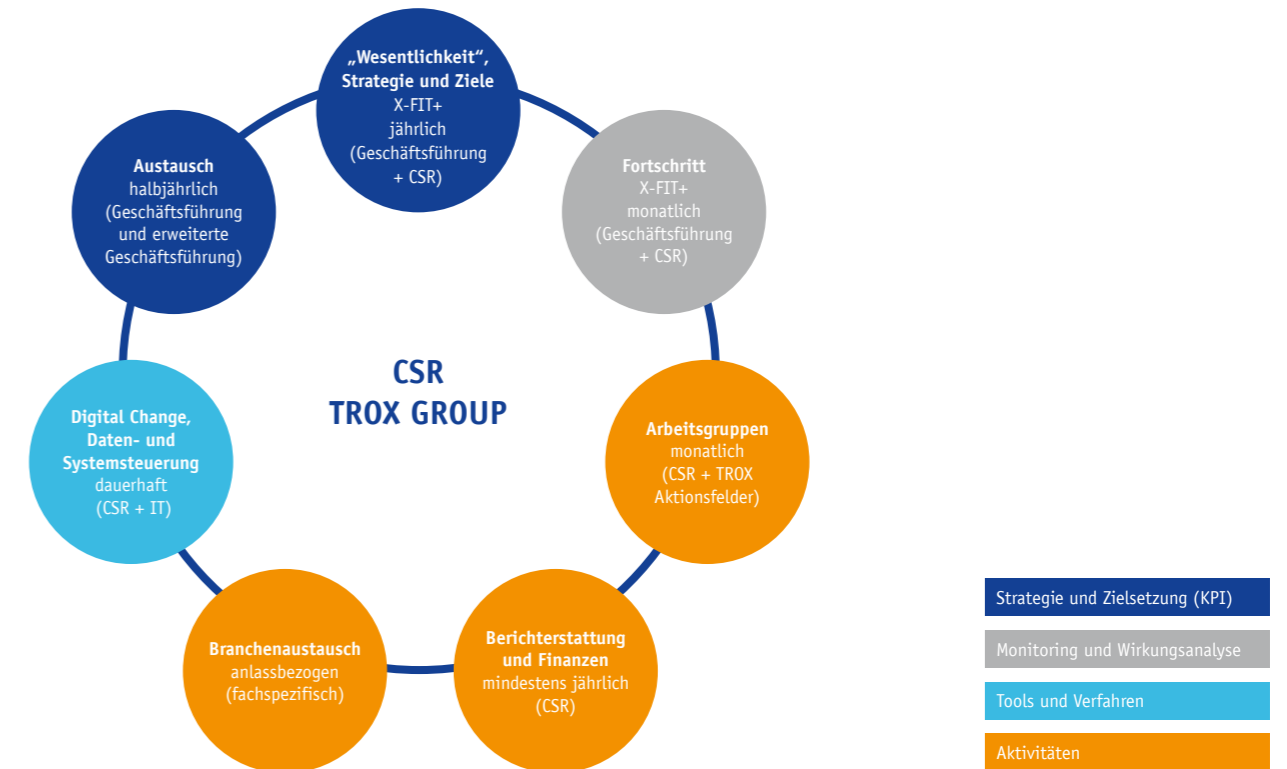 „Wesentlichkeit“,
Strategie und Ziele
X-FIT+
jährlich
(Geschäftsführung
+ CSR)
Fortschritt
X-FIT+
monatlich
(Geschäftsführung
+ CSR)
Arbeitsgruppen
monatlich
(CSR + TROX
Aktionsfelder)
Berichterstattung
und Finanzen
mindestens jährlich
(CSR)
Branchenaustausch
anlassbezogen
(fachspezifisch)
Digital Change,
Daten- und
Systemsteuerung
dauerhaft
(CSR + IT)
Austausch
halbjährlich
(Geschäftsführung
und erweiterte
Geschäftsführung)
CSR
TROX GROUP
Strategie und Zielsetzung (KPI)
Monitoring und Wirkungsanalyse
Tools und Verfahren
Aktivitäten